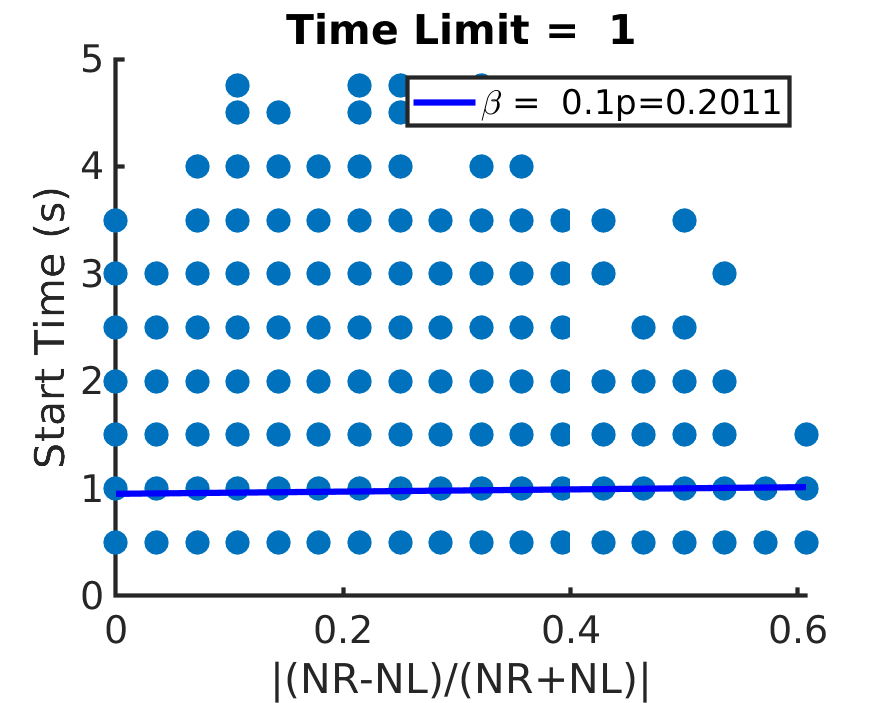 Time Limit = 1
β = 0.1p=0.2011
5
4
3
2
1
0
Start Time (s)
0 0.2 0.4 0.6
|(NR-NL)/(NR+NL)|